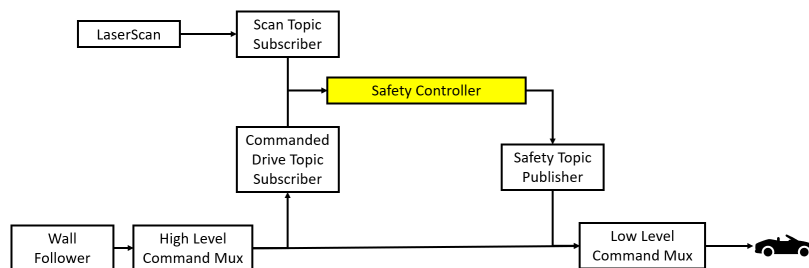 LaserScan
Scan Topic
Subscriber
Safety Controller
Commanded
Drive Topic
Subscriber
Safety Topic
Publisher
Wall
Follower
High Level
Command Mux
Low Level
Command Mux